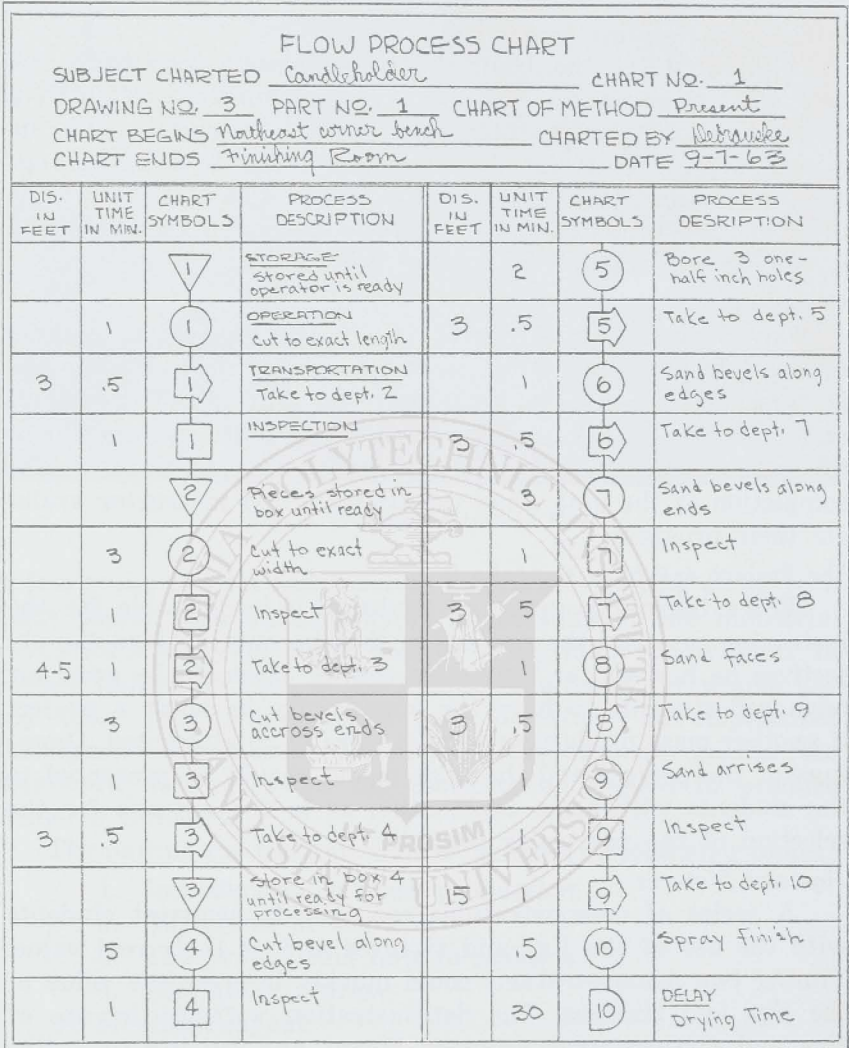 FLOW PROCESS CHART
SUBJECT CHARTED Candleholder CHART NO. 1
DRAWING NO. 3 PART NO. 1 CHART OF METHOD Present
CHART BEGINS Northeast corner bench CHARTED BY
CHART ENDS Finishing Room DATE 9-7-63
DIS. IN FEET
UNIT TIME IN MIN.
CHART SYMBOLS
PROCESS DESCRIPTION
1 STORAGE
stored until
operator is ready
1 1 OPERATION
cut to exact length
3 .5 1 TRANSPORTATION
Take to dept. 2
1 1 INSPECTION
2 Pieces stored in
box until ready
3 2 Cut to exact
width
1 2 Inspect
4-5 1 2 Take to dept. 3
3 3 Cut bevels
accross ends
1 3 Inspect
3 .5 3 Take to dept. 4
3 store in box 4
until ready for
processing
5 4 Cut bevel along
edges
1 4 Inspect
DIS. IN FEET
UNIT TIME IN MIN.
CHART SYMBOLS
PROCESS DESRIPTION
2 5 Bore 3 one-
half inch holes
3 .5 5 Take to dept. 5
1 6 Sand bevels along
edges
3 .5 6 Take to dept. 7
3 7 Sand bevels along
ends
1 7 Inspect
3 5 7 Take to dept. 8
1 8 Sand faces
3 .5 8 Take to dept. 9
1 9 Sand arrises
1 9 Inspect
15 1 9 Take to dept. 10
.5 10 Spray finish
30 10 DELAY
Drying Time
VIRGINIA POLYTECHNIC INSTITUTE
AND STATE UNIVERSITY
UT PROSIM